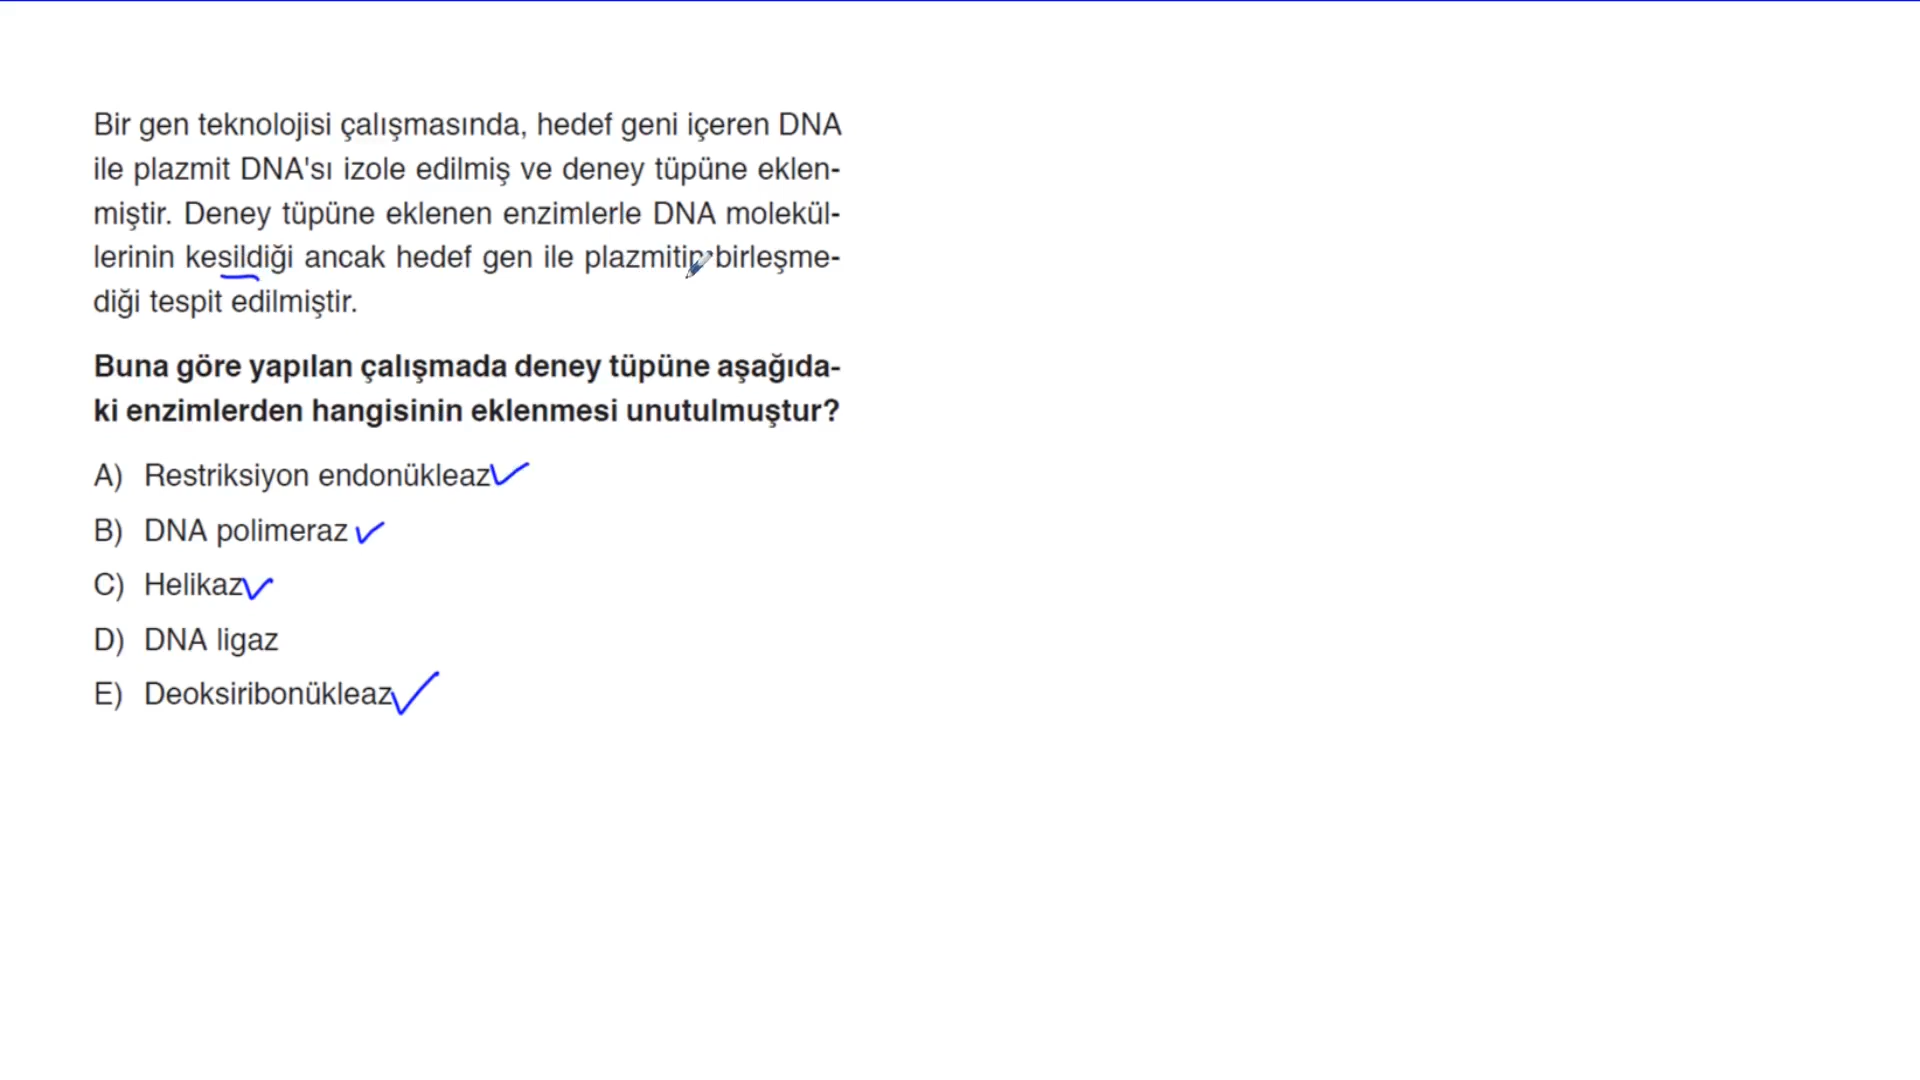 Bir gen teknolojisi çalışmasında, hedef geni içeren DNA
ile plazmit DNA'sı izole edilmiş ve deney tüpüne eklen-
miştir. Deney tüpüne eklenen enzimlerle DNA molekül-
lerinin kesildiği ancak hedef gen ile plazmitin birleşme-
diği tespit edilmiştir.
Buna göre yapılan çalışmada deney tüpüne aşağıda-
ki enzimlerden hangisinin eklenmesi unutulmuştur?
A) Restriksiyon endonükleaz
B) DNA polimeraz
C) Helikaz
D) DNA ligaz
E) Deoksiribonükleaz